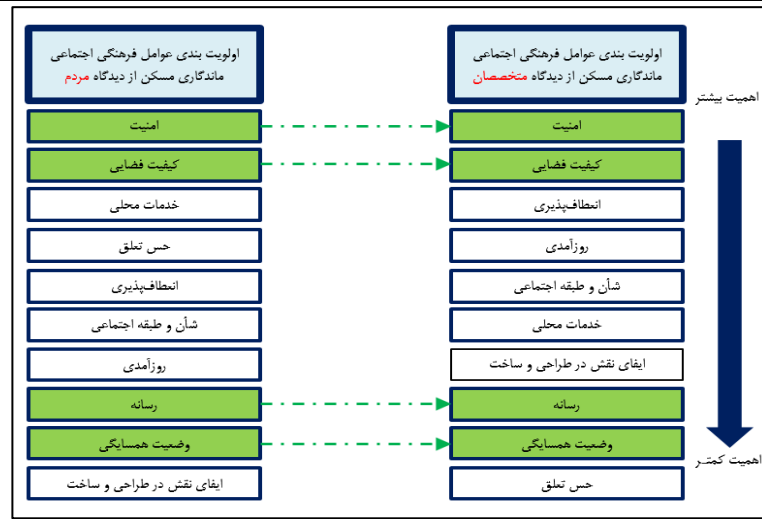 اولویت بندی عوامل فرهنگی اجتماعی
ماندگاری مسکن از دیدگاه متخصصان
اولویت بندی عوامل فرهنگی اجتماعی
ماندگاری مسکن از دیدگاه مردم
اهمیت بیشتر
امنیت
امنیت
کیفیت فضایی
کیفیت فضایی
انعطاف‌پذیری
خدمات محلی
روزآمدی
حس تعلق
شأن و طبقه اجتماعی
انعطاف‌پذیری
خدمات محلی
شأن و طبقه اجتماعی
ایفای نقش در طراحی و ساخت
روزآمدی
رسانه
رسانه
وضعیت همسایگی
وضعیت همسایگی
اهمیت کمتـر
حس تعلق
ایفای نقش در طراحی و ساخت